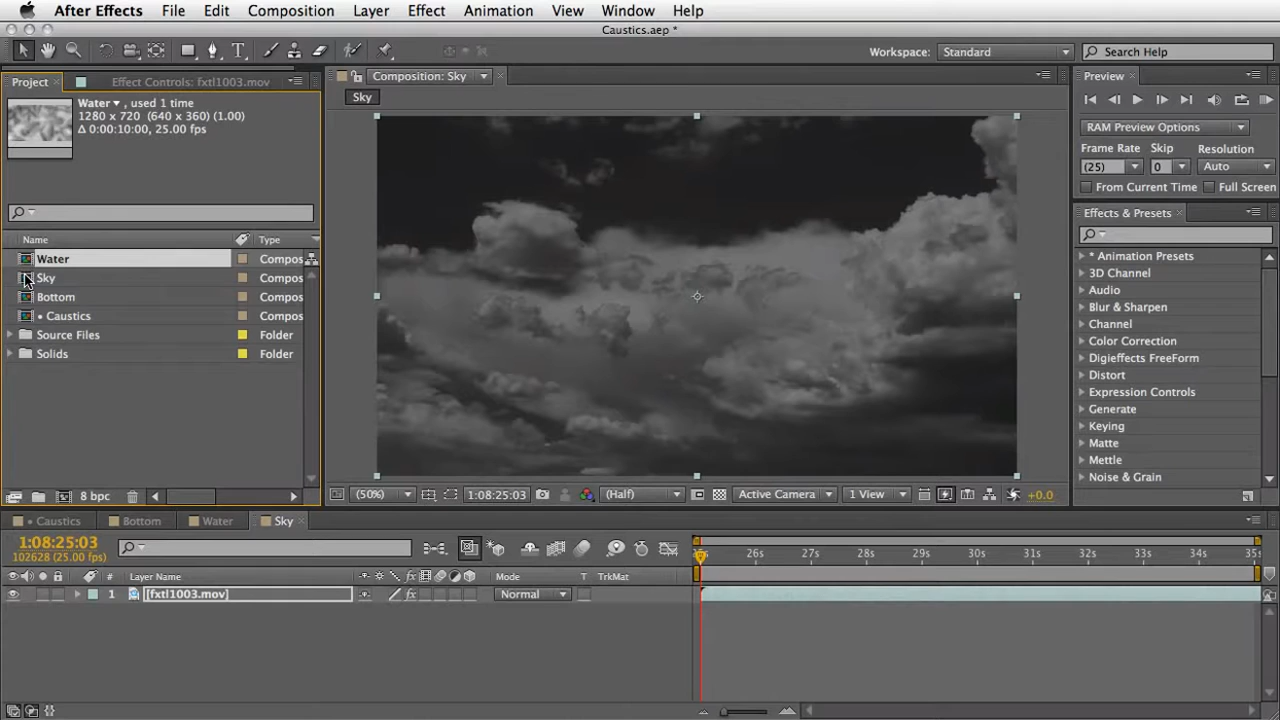 After Effects File Edit Composition Layer Effect Animation View Window Help
Caustics.aep *
Workspace: Standard Search Help
Project Effect Controls: fxtl1003.mov
Water, used 1 time
1280 x 720 (640 x 360) (1.00)
Δ 0:00:10:00, 25.00 fps
Name Type
Water Compos
Sky Compos
Bottom Compos
• Caustics Compos
Source Files Folder
Solids Folder
8 bpc
Composition: Sky
Sky
(50%) 1:08:25:03 (Half) Active Camera 1 View +0.0
Preview
RAM Preview Options
Frame Rate Skip Resolution
(25) 0 Auto
From Current Time Full Screen
Effects & Presets
* Animation Presets
3D Channel
Audio
Blur & Sharpen
Channel
Color Correction
Digieffects FreeForm
Distort
Expression Controls
Generate
Keying
Matte
Mettle
Noise & Grain
• Caustics Bottom Water Sky
1:08:25:03
102628 (25.00 fps)
26s 27s 28s 29s 30s 31s 32s 33s 34s 35s
# Layer Name Mode T TrkMat
1 [fxtl1003.mov] Normal